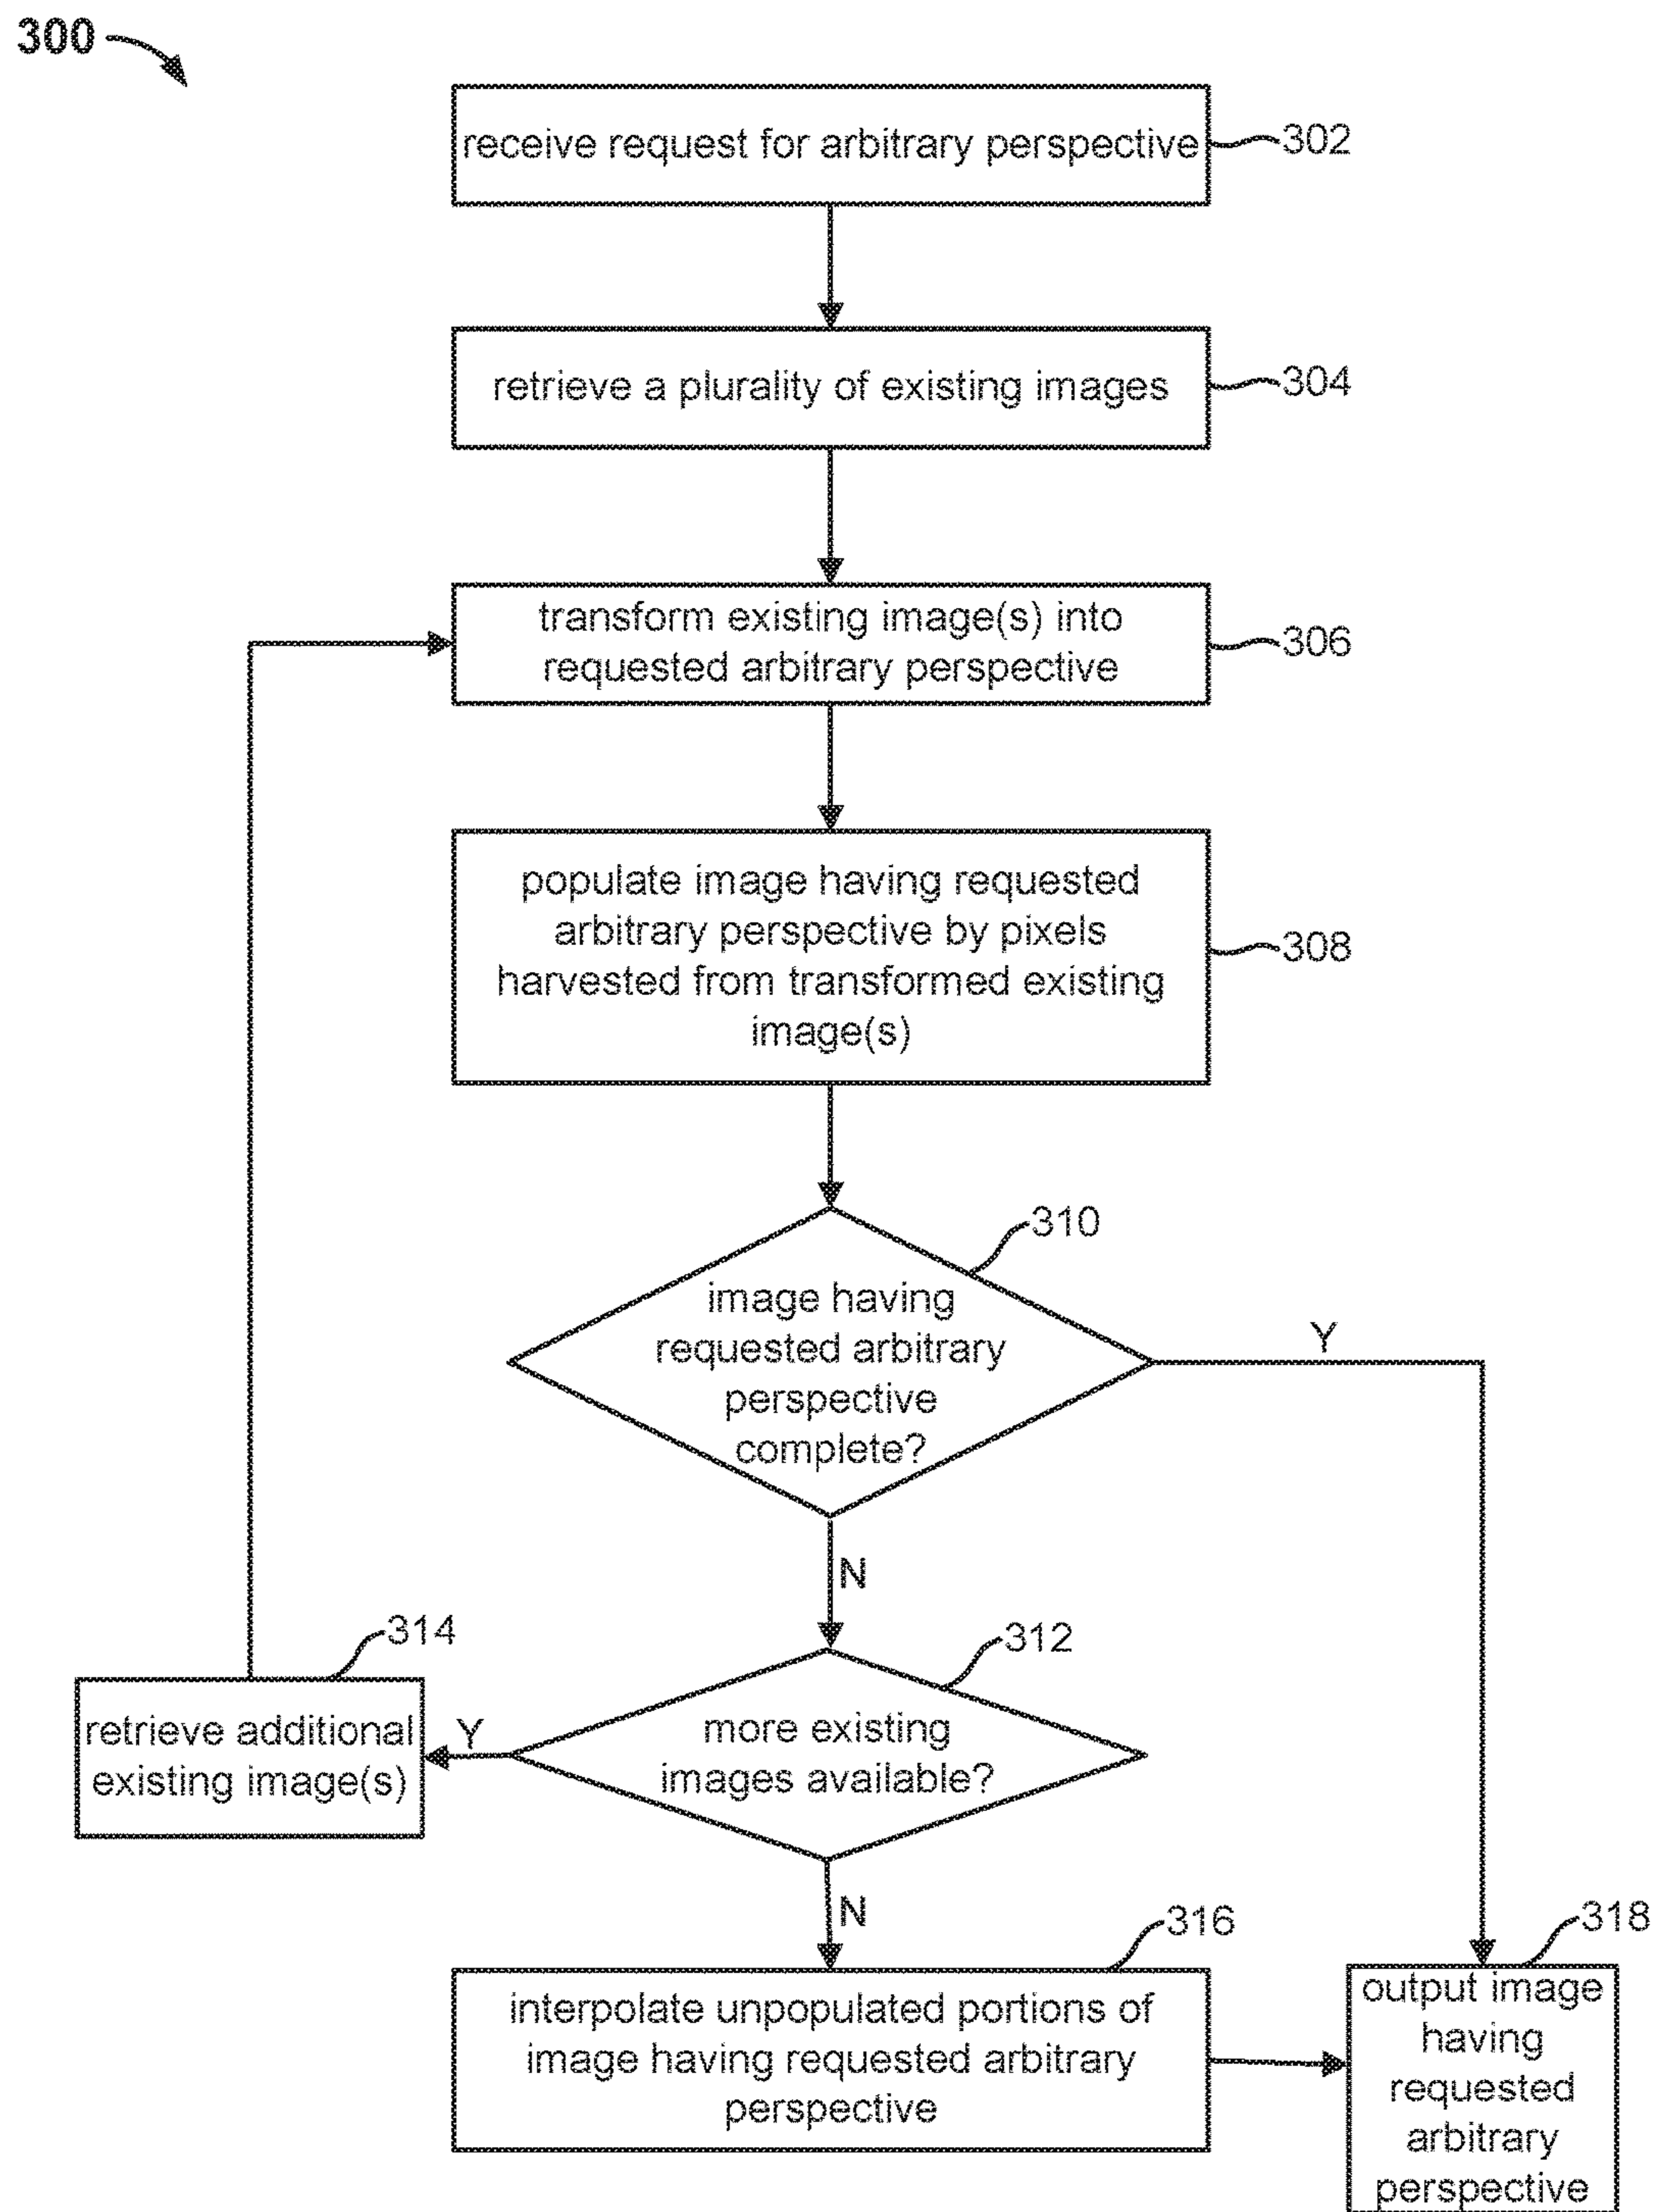 300
receive request for arbitrary perspective
302
retrieve a plurality of existing images
304
transform existing image(s) into
requested arbitrary perspective
306
populate image having requested
arbitrary perspective by pixels
harvested from transformed existing
image(s)
308
310
image having
requested arbitrary
perspective
complete?
Y
N
314
312
retrieve additional
existing image(s)
Y
more existing
images available?
N
316
318
interpolate unpopulated portions of
image having requested arbitrary
perspective
output image
having
requested
arbitrary
perspective